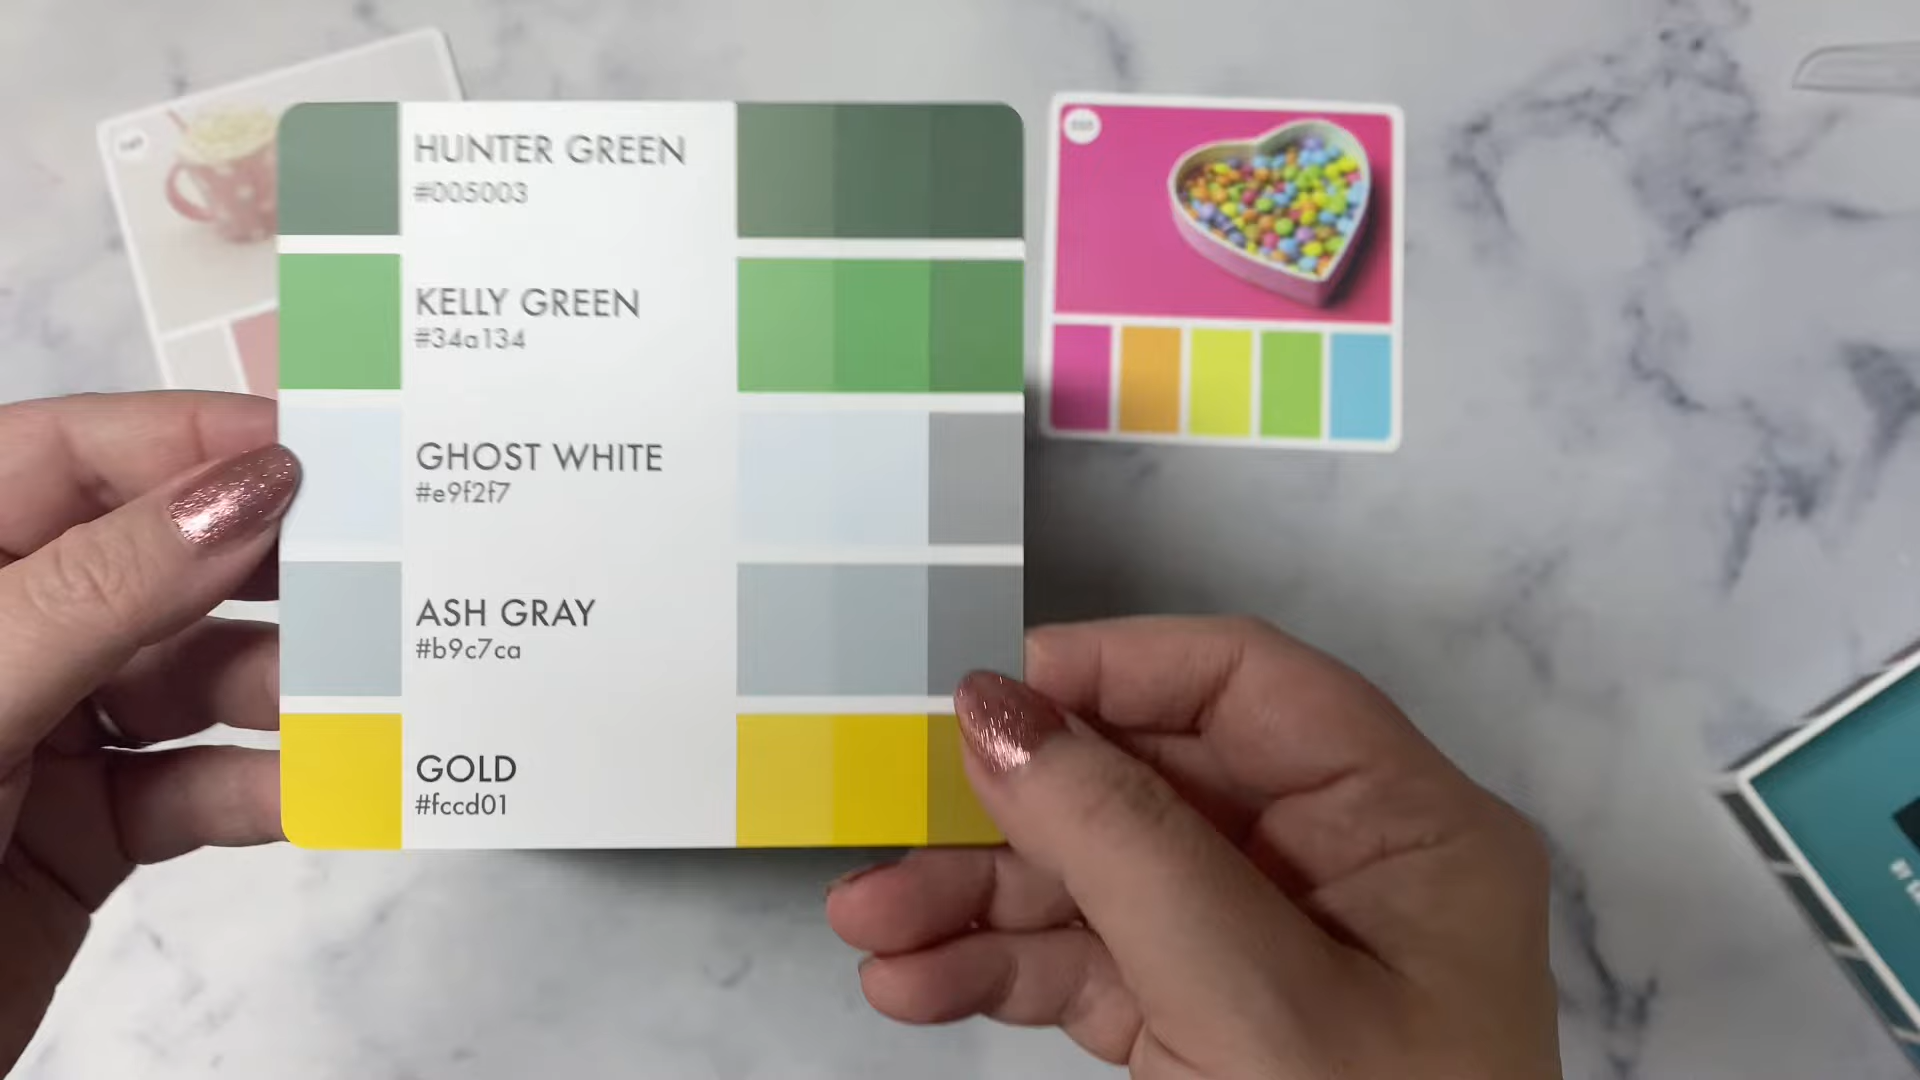 HUNTER GREEN
#005003
KELLY GREEN
#34a134
GHOST WHITE
#e9f2f7
ASH GRAY
#b9c7ca
GOLD
#fccd01